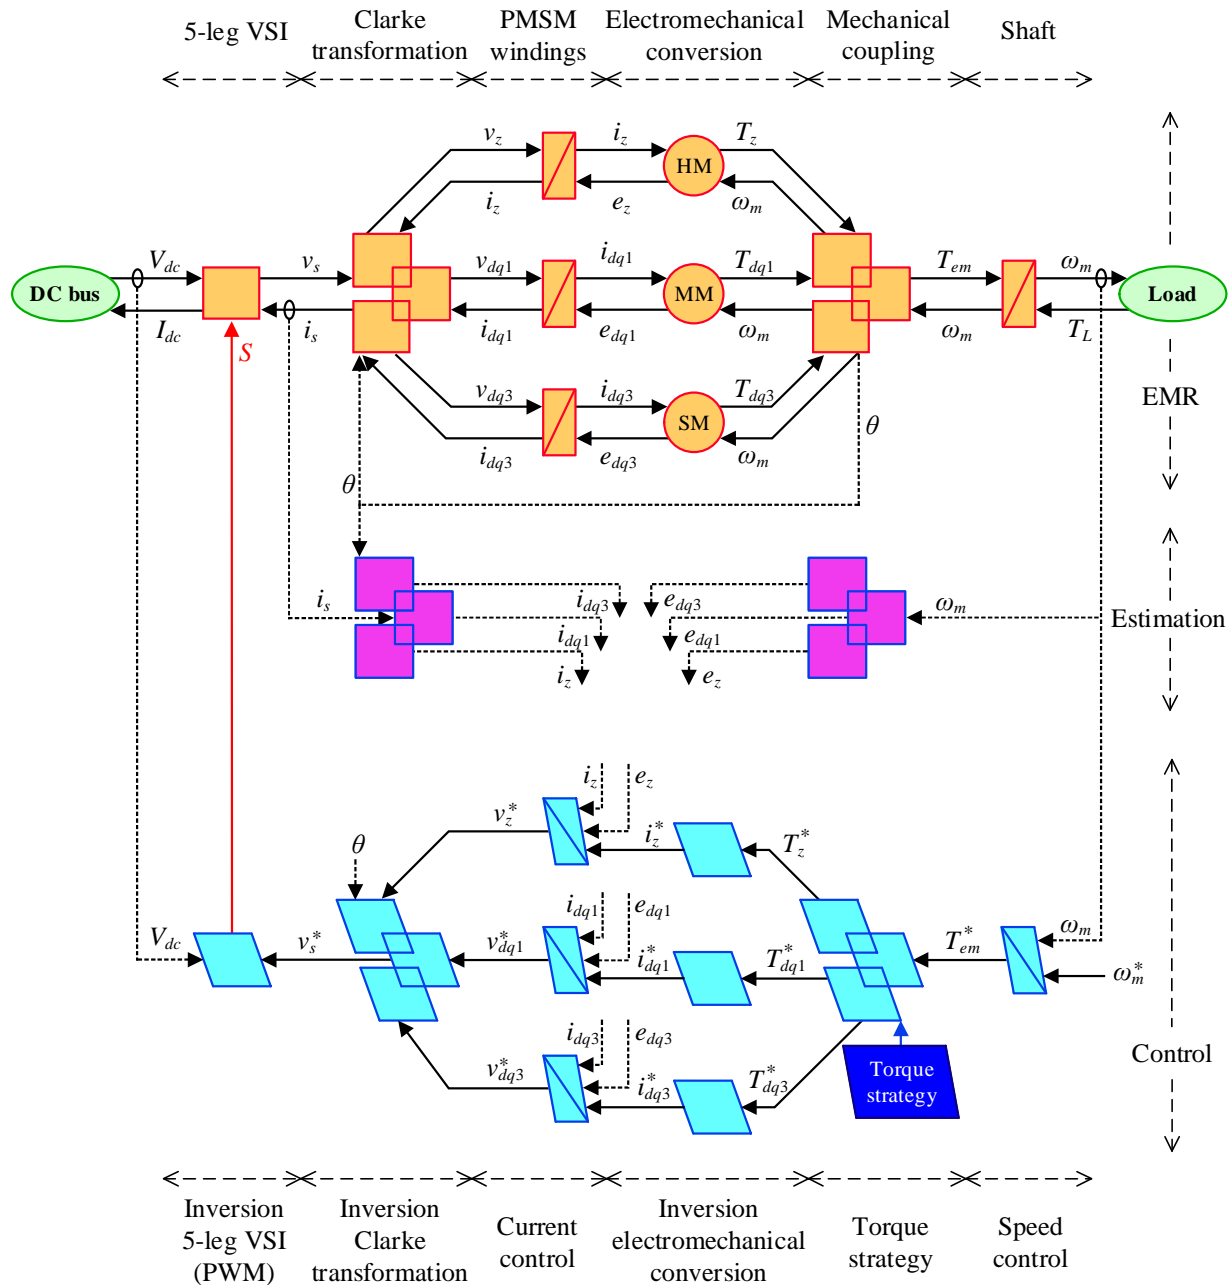 5-leg VSI
Clarke transformation
PMSM windings
Electromechanical conversion
Mechanical coupling
Shaft
v_z
i_z
T_z
HM
i_z
e_z
ω_m
V_dc
v_s
v_dq1
i_dq1
T_dq1
T_em
ω_m
DC bus
MM
Load
I_dc
i_s
i_dq1
e_dq1
ω_m
ω_m
T_L
S
v_dq3
i_dq3
T_dq3
EMR
SM
θ
i_dq3
e_dq3
ω_m
θ
i_s
i_dq3
e_dq3
ω_m
Estimation
i_dq1
e_dq1
i_z
e_z
i_z
e_z
v_z^*
i_z^*
T_z^*
θ
i_dq1
e_dq1
V_dc
v_s^*
v_dq1^*
i_dq1^*
T_dq1^*
T_em^*
ω_m
ω_m^*
i_dq3
e_dq3
v_dq3^*
i_dq3^*
T_dq3^*
Torque
strategy
Control
Inversion
5-leg VSI
(PWM)
Inversion
Clarke
transformation
Current
control
Inversion
electromechanical
conversion
Torque
strategy
Speed
control